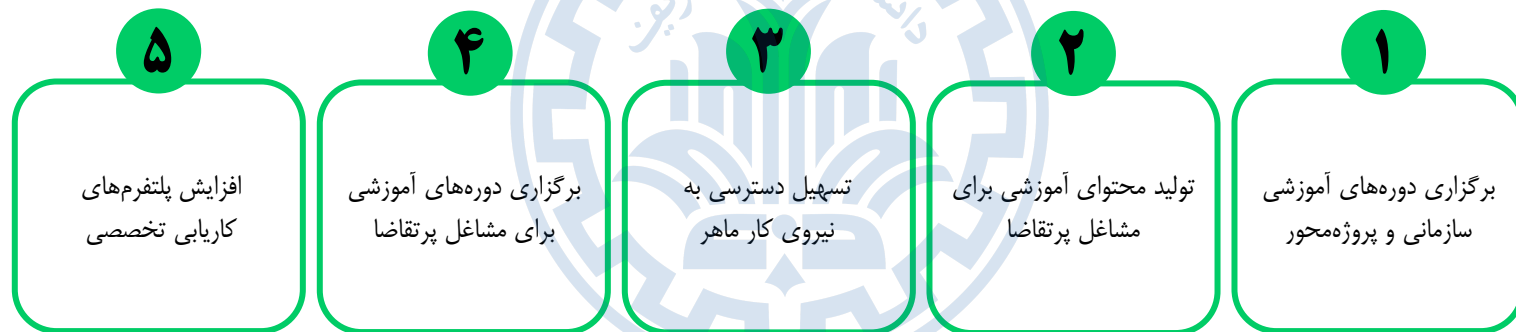 ۱
برگزاری دوره‌های آموزشی
سازمانی و پروژه‌محور
۲
تولید محتوای آموزشی برای
مشاغل پرتقاضا
۳
تسهیل دسترسی به
نیروی کار ماهر
۴
برگزاری دوره‌های آموزشی
برای مشاغل پرتقاضا
۵
افزایش پلتفرم‌های
کاریابی تخصصی